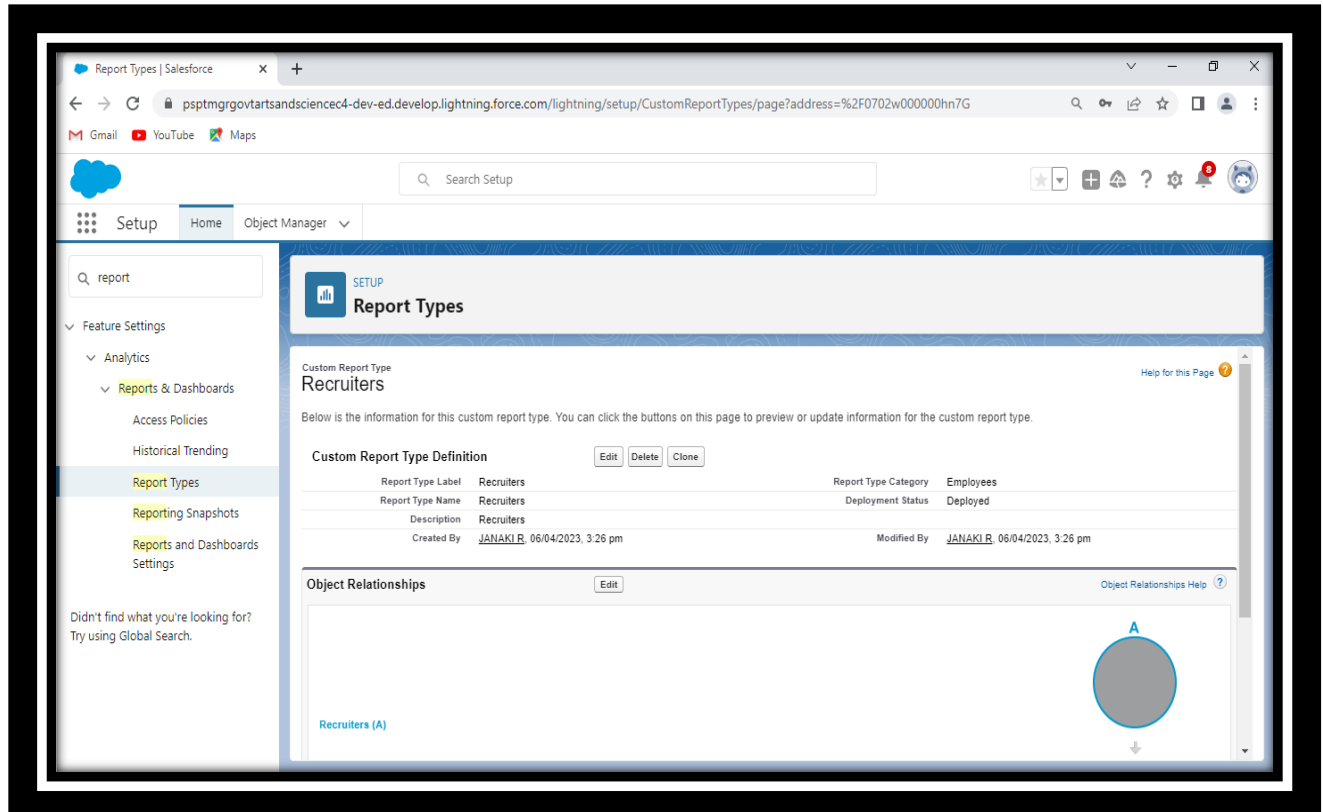 Report Types | Salesforce
psptmgrgovtartsandsciencec4-dev-ed.develop.lightning.force.com/lightning/setup/CustomReportTypes/page?address=%2F0702w000000hn7G
Gmail YouTube Maps
Search Setup
8
Setup Home Object Manager
report
Feature Settings
Analytics
Reports & Dashboards
Access Policies
Historical Trending
Report Types
Reporting Snapshots
Reports and Dashboards
Settings
Didn't find what you're looking for?
Try using Global Search.
SETUP
Report Types
Custom Report Type
Recruiters
Help for this Page
Below is the information for this custom report type. You can click the buttons on this page to preview or update information for the custom report type.
Custom Report Type Definition Edit Delete Clone
Report Type Label Recruiters Report Type Category Employees
Report Type Name Recruiters Deployment Status Deployed
Description Recruiters
Created By JANAKI R, 06/04/2023, 3:26 pm Modified By JANAKI R, 06/04/2023, 3:26 pm
Object Relationships Edit Object Relationships Help ?
A
Recruiters (A)